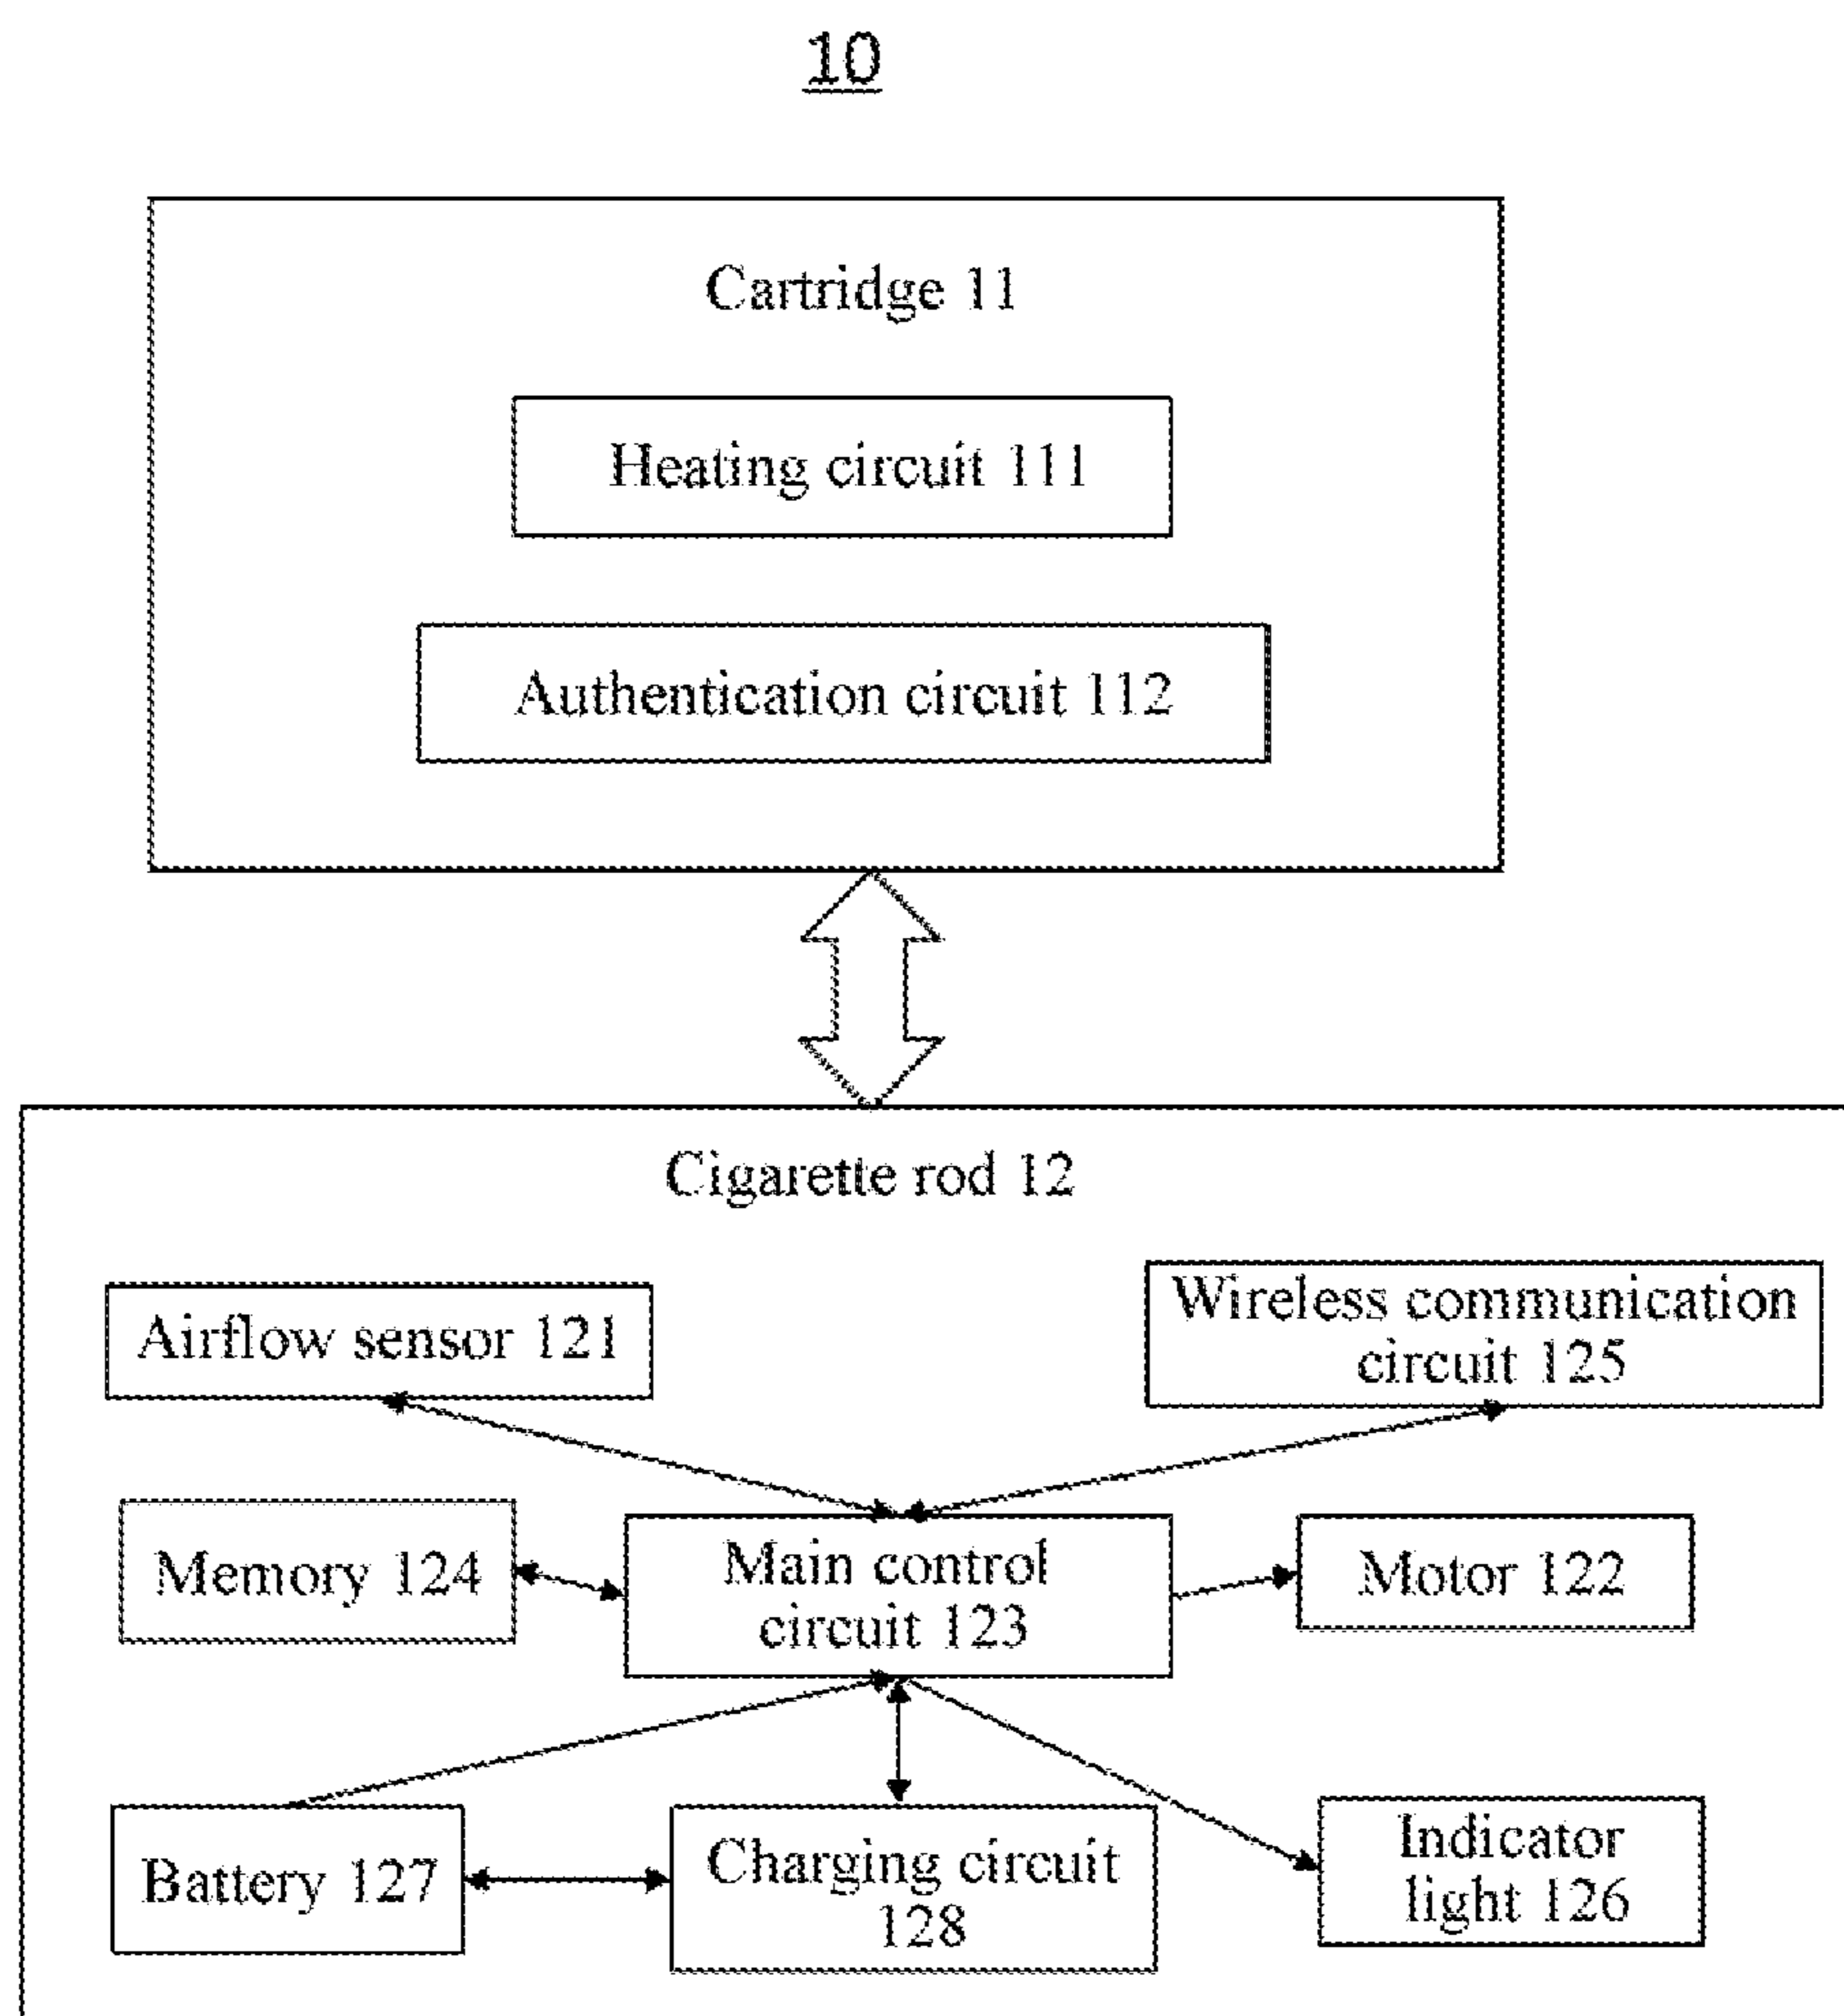 10
Cartridge 11
Heating circuit 111
Authentication circuit 112
Cigarette rod 12
Airflow sensor 121
Wireless communication
circuit 125
Memory 124
Main control
circuit 123
Motor 122
Battery 127
Charging circuit
128
Indicator
light 126